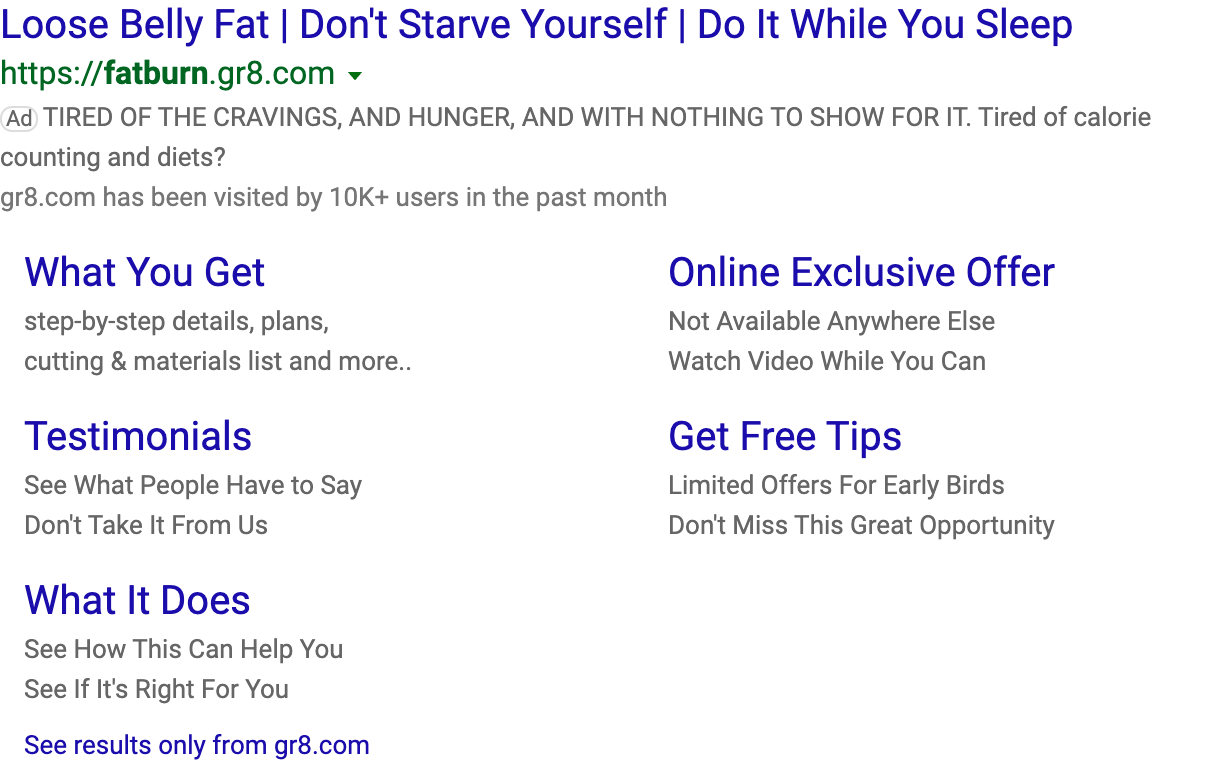 Loose Belly Fat | Don't Starve Yourself | Do It While You Sleep
https://fatburn.gr8.com
Ad TIRED OF THE CRAVINGS, AND HUNGER, AND WITH NOTHING TO SHOW FOR IT. Tired of calorie
counting and diets?
gr8.com has been visited by 10K+ users in the past month
What You Get
step-by-step details, plans,
cutting & materials list and more..
Online Exclusive Offer
Not Available Anywhere Else
Watch Video While You Can
Testimonials
See What People Have to Say
Don't Take It From Us
Get Free Tips
Limited Offers For Early Birds
Don't Miss This Great Opportunity
What It Does
See How This Can Help You
See If It's Right For You
See results only from gr8.com